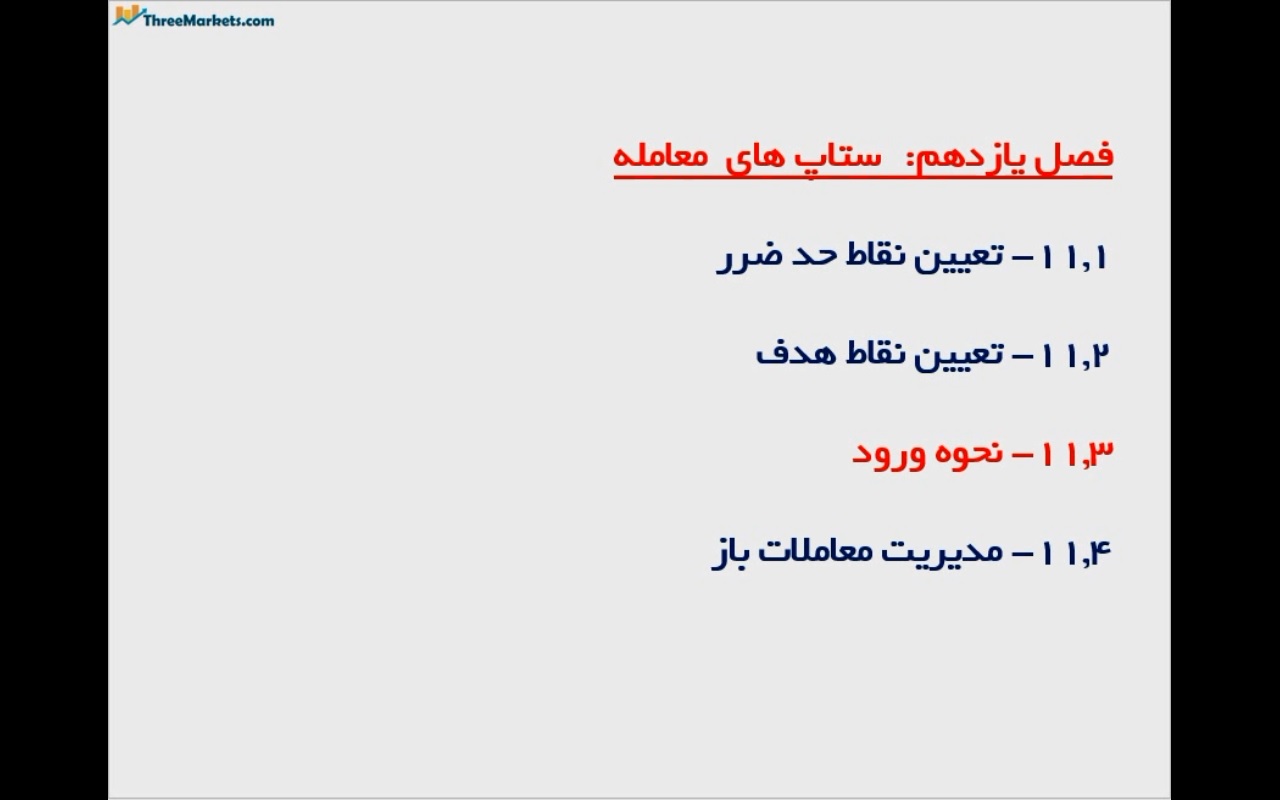 ThreeMarkets.com
فصل یازدهم: ستاپ های معامله
۱۱,۱- تعیین نقاط حد ضرر
۱۱,۲- تعیین نقاط هدف
۱۱,۳- نحوه ورود
۱۱,۴- مدیریت معاملات باز